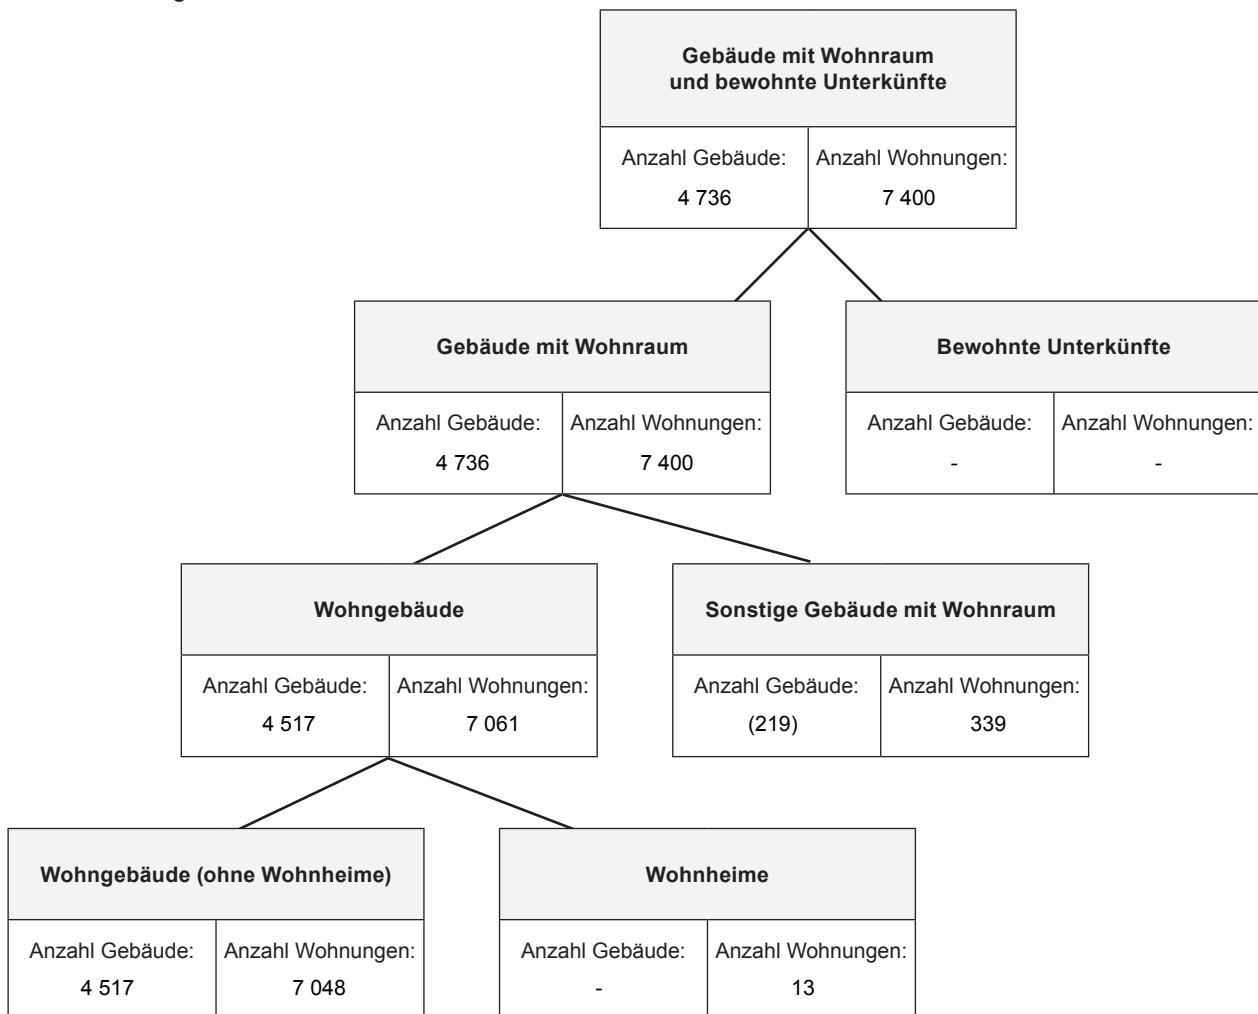 Gebäude mit Wohnraum
und bewohnte Unterkünfte
Anzahl Gebäude: Anzahl Wohnungen:
4 736 7 400
Gebäude mit Wohnraum Bewohnte Unterkünfte
Anzahl Gebäude: Anzahl Wohnungen: Anzahl Gebäude: Anzahl Wohnungen:
4 736 7 400 - -
Wohngebäude Sonstige Gebäude mit Wohnraum
Anzahl Gebäude: Anzahl Wohnungen: Anzahl Gebäude: Anzahl Wohnungen:
4 517 7 061 (219) 339
Wohngebäude (ohne Wohnheime) Wohnheime
Anzahl Gebäude: Anzahl Wohnungen: Anzahl Gebäude: Anzahl Wohnungen:
4 517 7 048 - 13